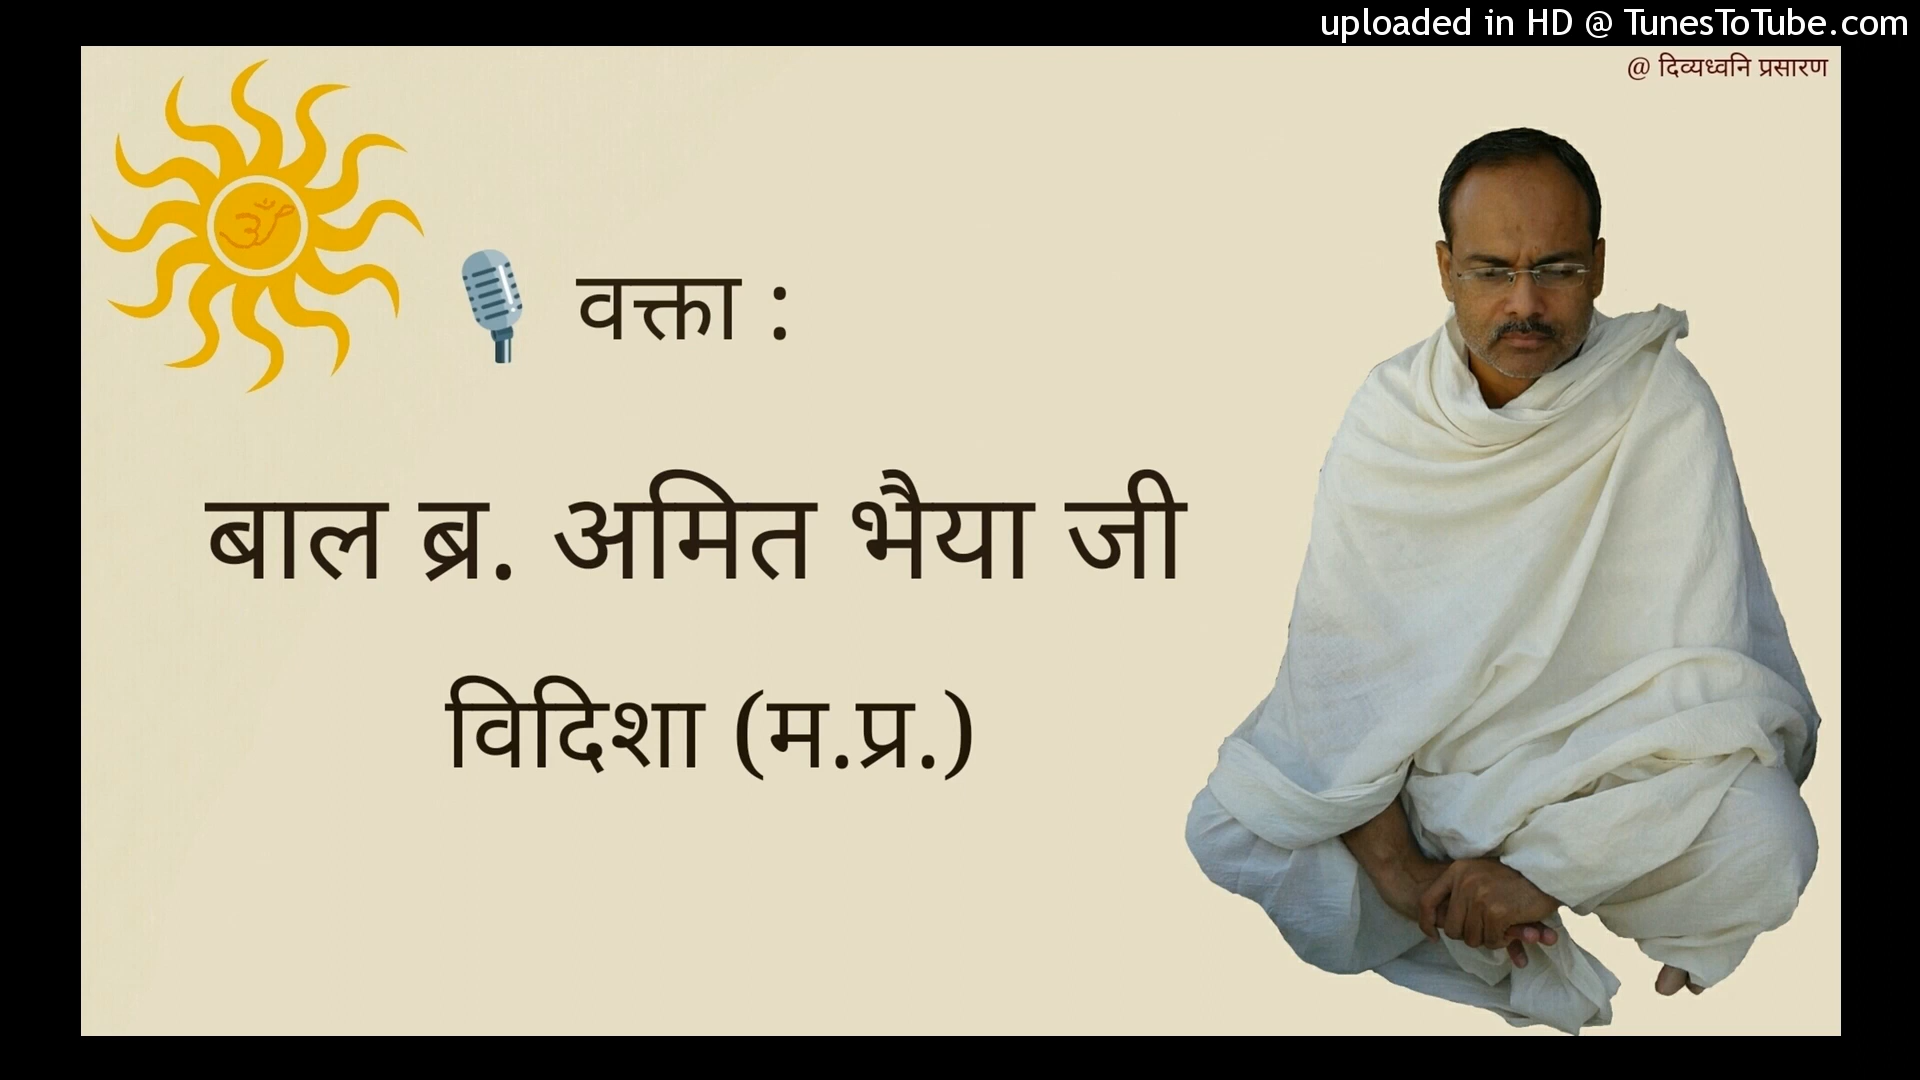 uploaded in HD @ TunesToTube.com
@ दिव्यध्वनि प्रसारण
ॐ
वक्ता :
बाल ब्र. अमित भैया जी
विदिशा (म.प्र.)